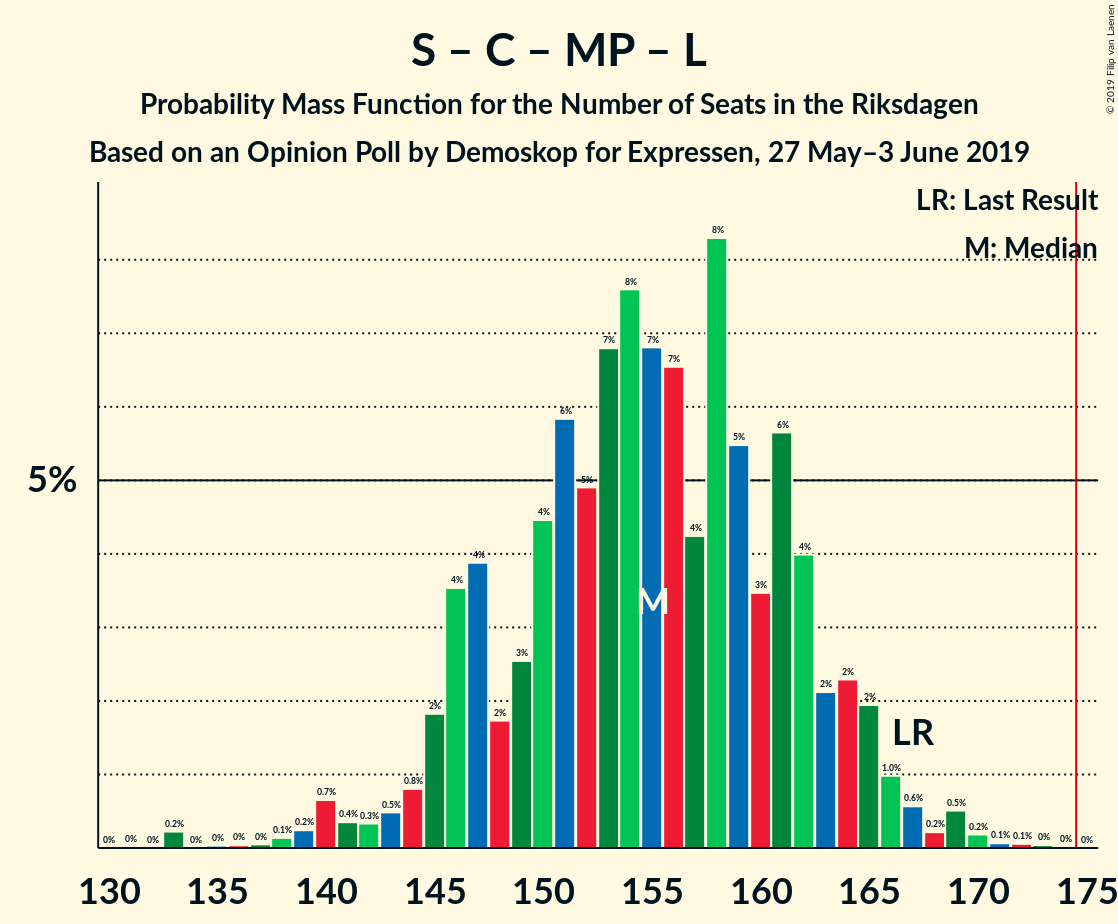 S – C – MP – L
Probability Mass Function for the Number of Seats in the Riksdagen
Based on an Opinion Poll by Demoskop for Expressen, 27 May–3 June 2019
© 2019 Filip van Laenen
LR: Last Result
M: Median
5%
0% 0% 0% 0.2% 0% 0% 0% 0% 0.1% 0.2% 0.7% 0.4% 0.3% 0.5% 0.8% 2% 4% 4% 2% 3% 4% 6% 5% 7% 8% 7% 7% 4% 8% 5% 3% 6% 4% 2% 2% 2% 1.0% 0.6% 0.2% 0.5% 0.2% 0.1% 0.1% 0% 0% 0%
M
LR
130 135 140 145 150 155 160 165 170 175